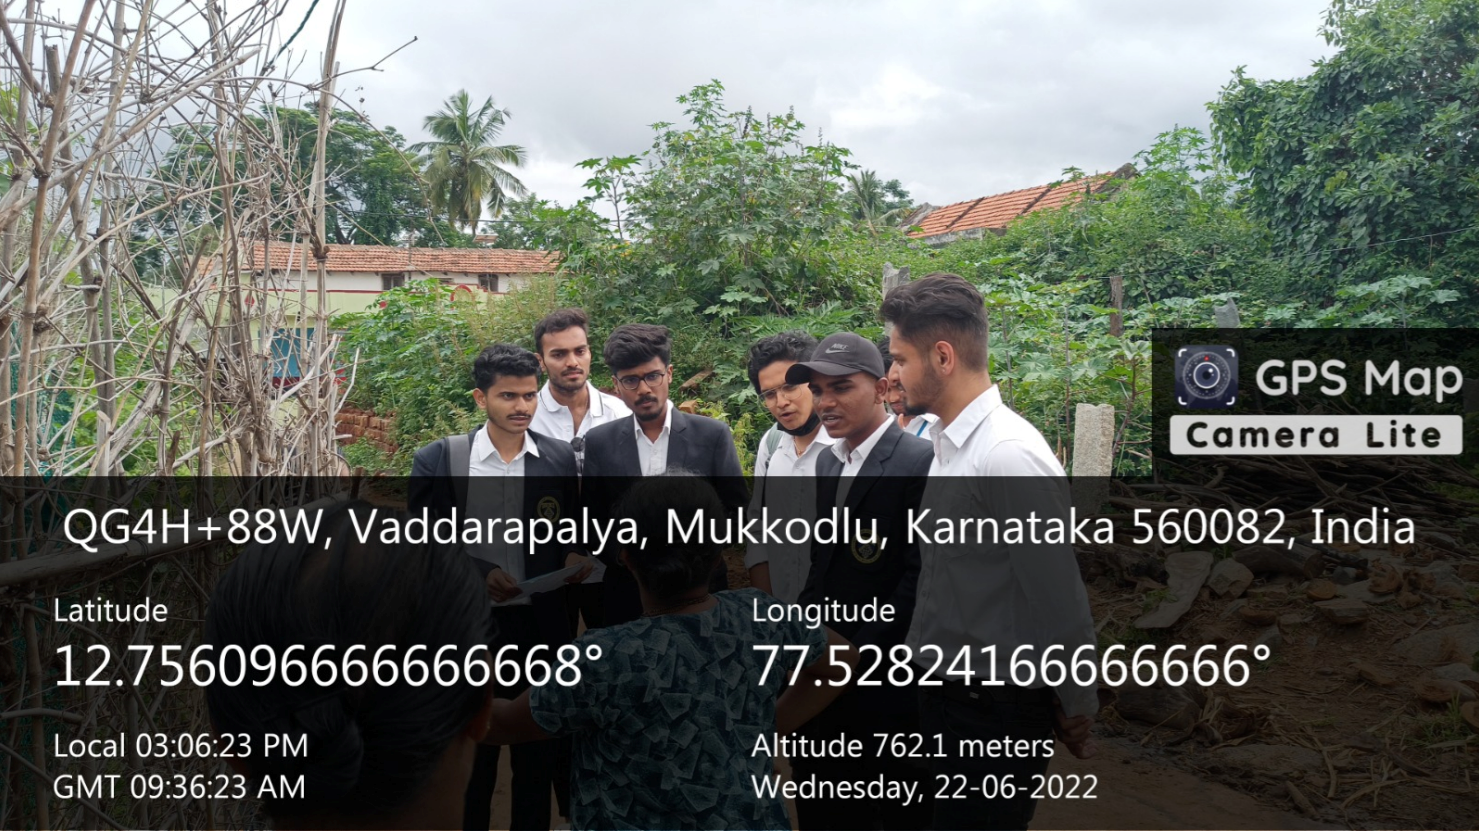 NIKE
GPS Map
Camera Lite
QG4H+88W, Vaddarapalya, Mukkodlu, Karnataka 560082, India
Latitude
12.756096666666668°
Longitude
77.52824166666666°
Local 03:06:23 PM
GMT 09:36:23 AM
Altitude 762.1 meters
Wednesday, 22-06-2022